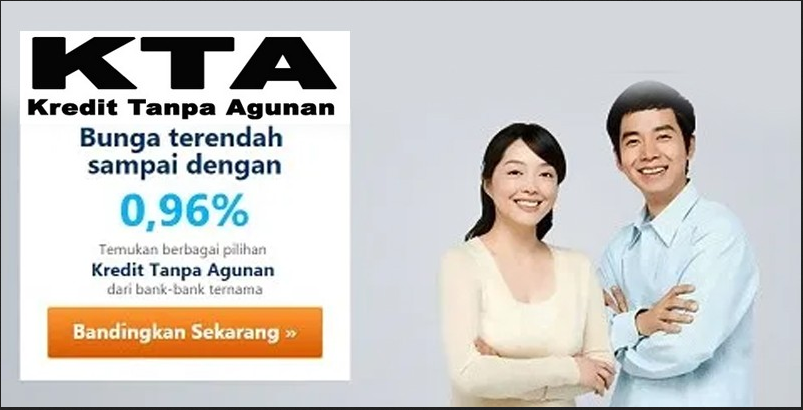 KTA
Kredit Tanpa Agunan
Bunga terendah
sampai dengan
0,96%
Temukan berbagai pilihan
Kredit Tanpa Agunan
dari bank-bank ternama
Bandingkan Sekarang »